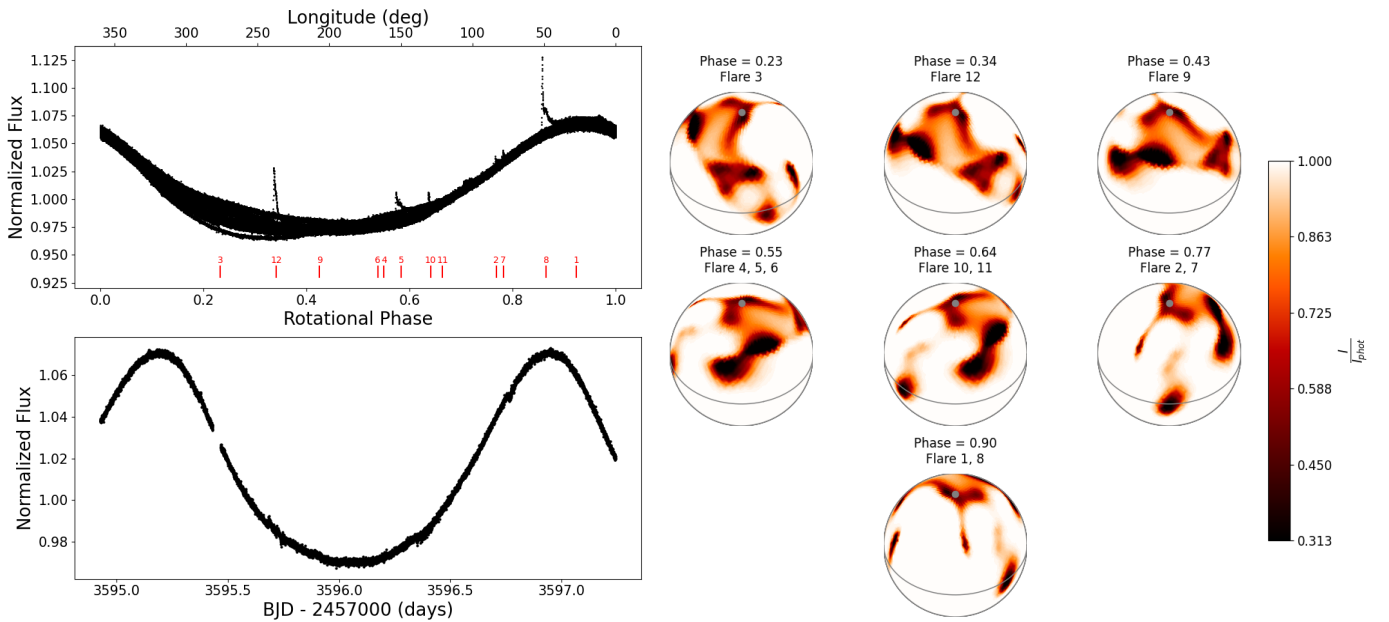 Longitude (deg)
360 300 250 200 150 100 50 0
Normalized Flux
1.125
1.100
1.075
1.050
1.025
1.000
0.975
0.950
0.925
3 12 9 6 4 5 10 11 2 7 8 1
0.0 0.2 0.4 0.6 0.8 1.0
Rotational Phase
Normalized Flux
1.06
1.04
1.02
1.00
0.98
3595.0 3595.5 3596.0 3596.5 3597.0
BJD - 2457000 (days)
Phase = 0.23
Flare 3
Phase = 0.34
Flare 12
Phase = 0.43
Flare 9
Phase = 0.55
Flare 4, 5, 6
Phase = 0.64
Flare 10, 11
Phase = 0.77
Flare 2, 7
Phase = 0.90
Flare 1, 8
1.000
0.863
0.725
0.588
0.450
0.313
I
I_phot